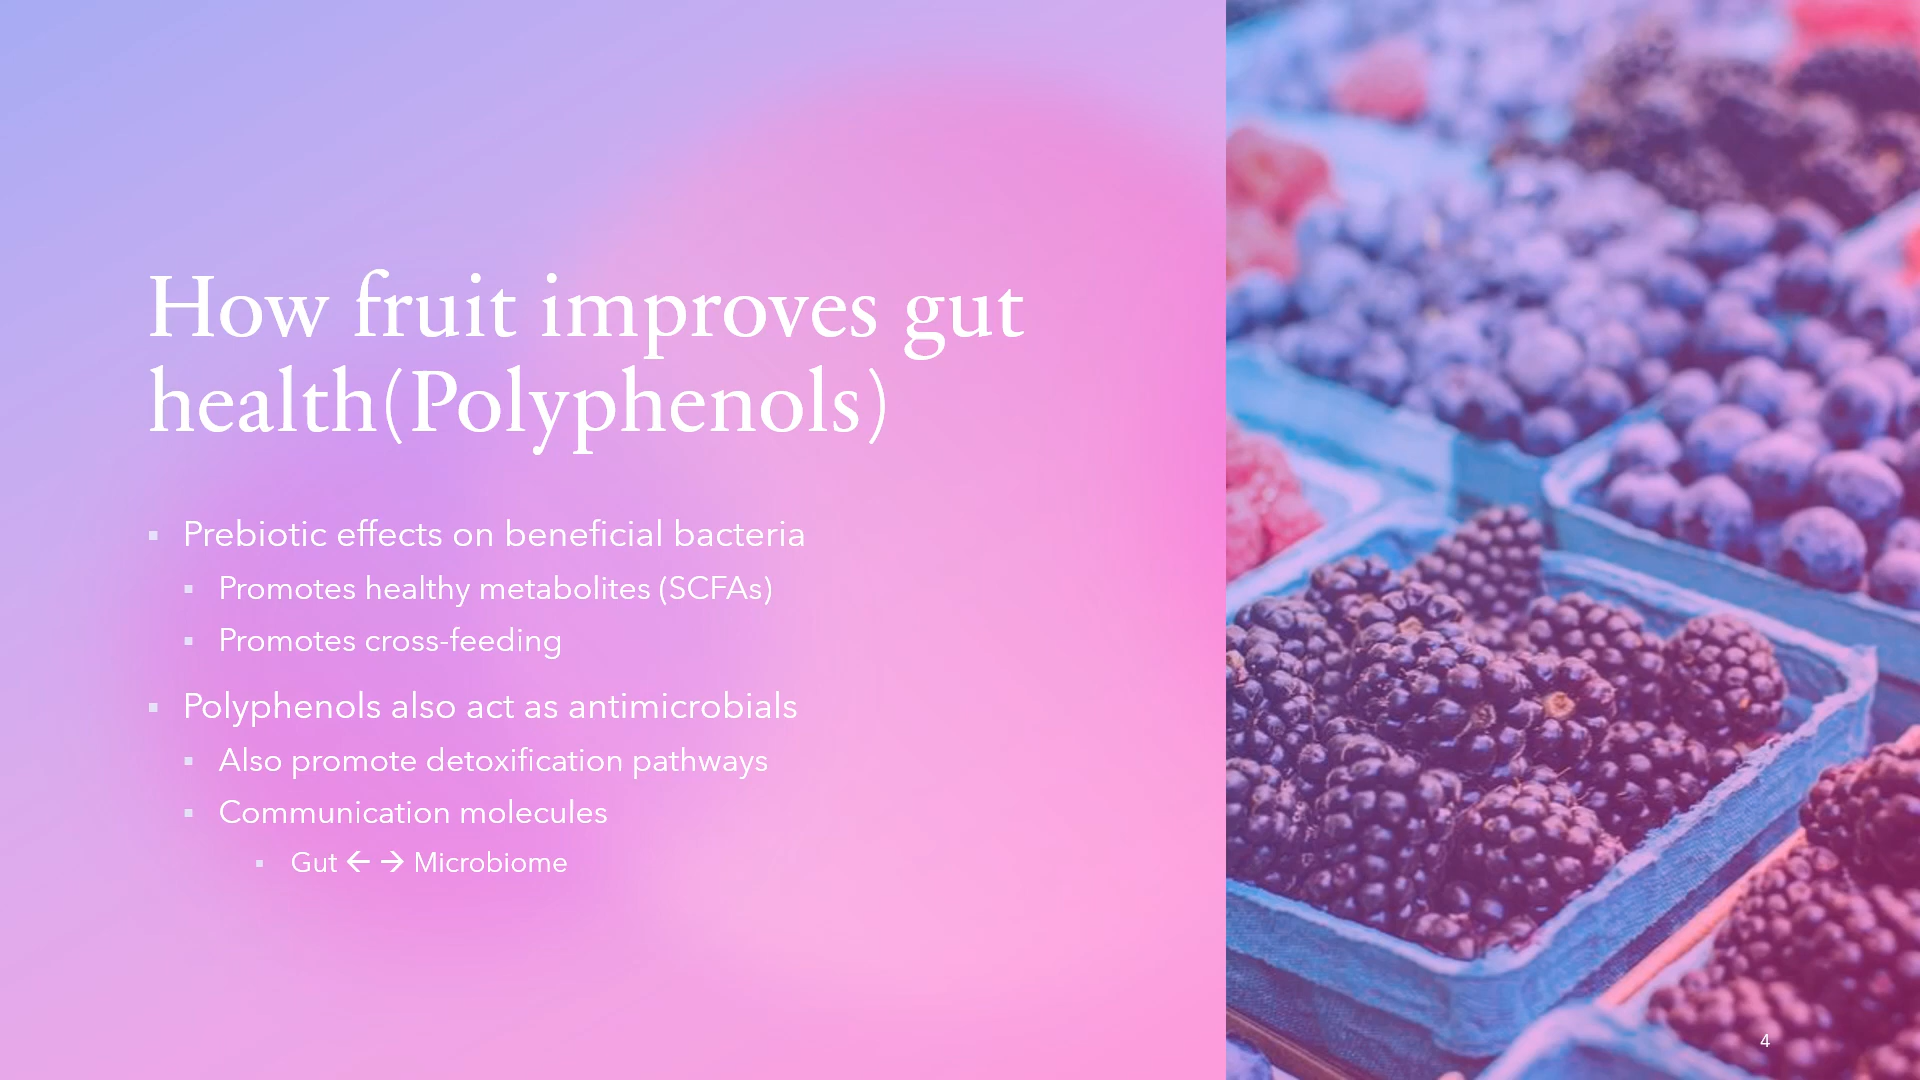 How fruit improves gut
health(Polyphenols)
▪ Prebiotic effects on beneficial bacteria
▪ Promotes healthy metabolites (SCFAs)
▪ Promotes cross-feeding
▪ Polyphenols also act as antimicrobials
▪ Also promote detoxification pathways
▪ Communication molecules
▪ Gut ← → Microbiome
4